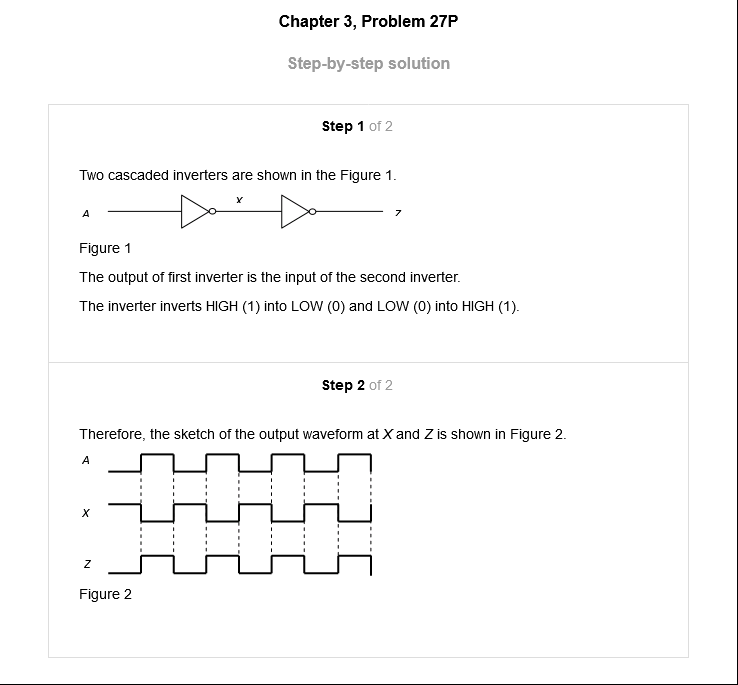 Chapter 3, Problem 27P
Step-by-step solution
Step 1 of 2
Two cascaded inverters are shown in the Figure 1.
A X Z
Figure 1
The output of first inverter is the input of the second inverter.
The inverter inverts HIGH (1) into LOW (0) and LOW (0) into HIGH (1).
Step 2 of 2
Therefore, the sketch of the output waveform at X and Z is shown in Figure 2.
A
X
Z
Figure 2